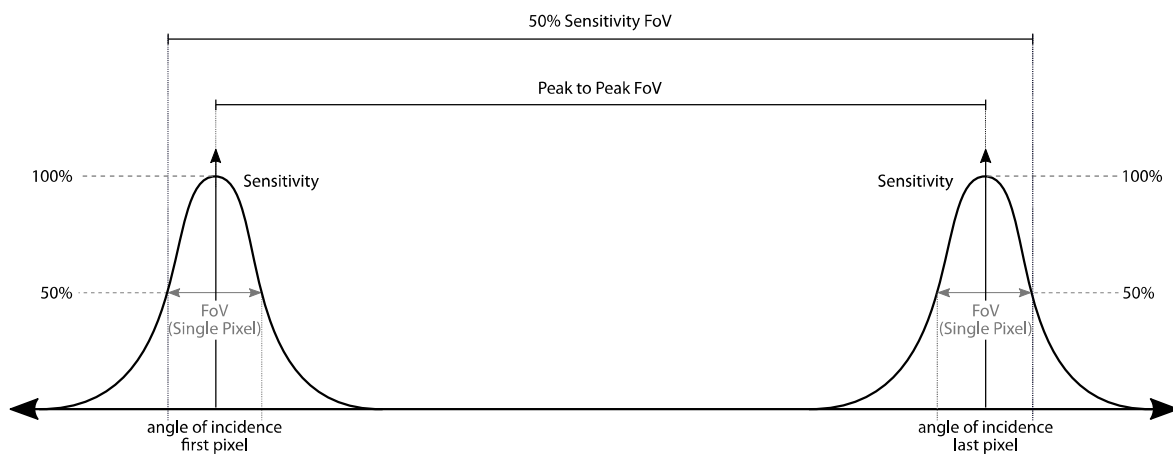 50% Sensitivity FoV
Peak to Peak FoV
100%
Sensitivity
Sensitivity
100%
50%
FoV
(Single Pixel)
FoV
(Single Pixel)
50%
angle of incidence
first pixel
angle of incidence
last pixel